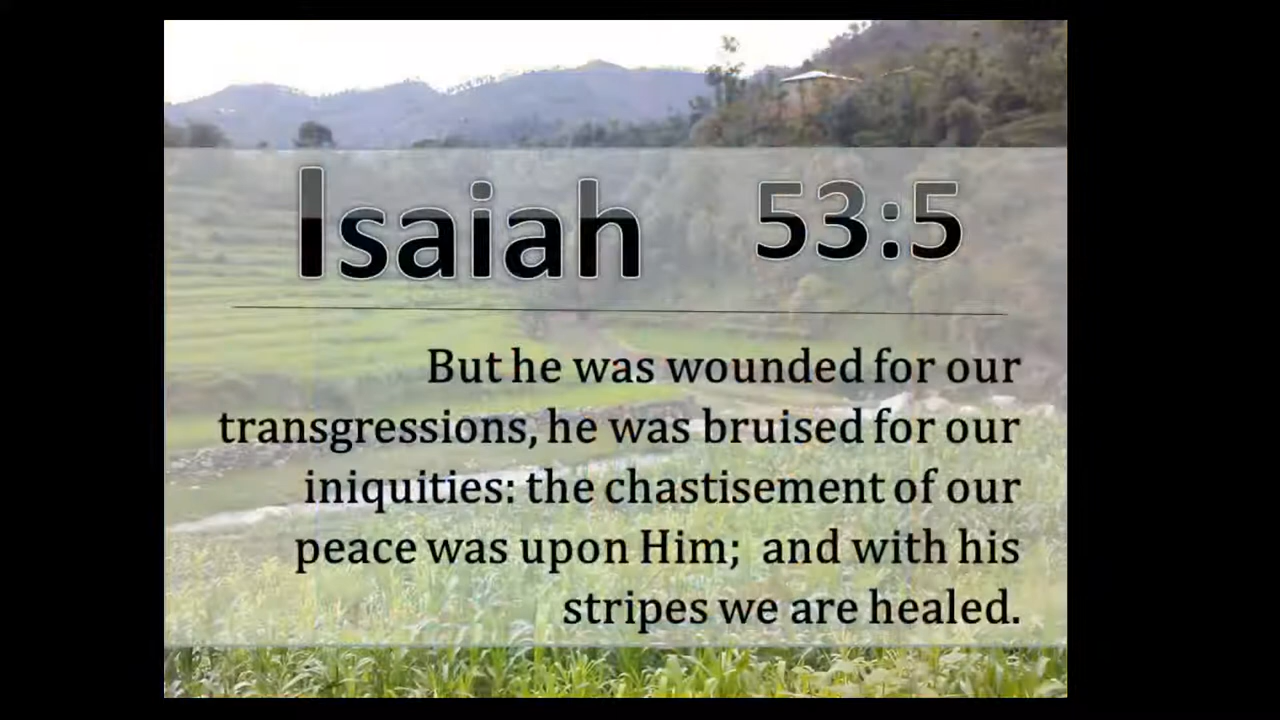 Isaiah 53:5
But he was wounded for our
transgressions, he was bruised for our
iniquities: the chastisement of our
peace was upon Him; and with his
stripes we are healed.